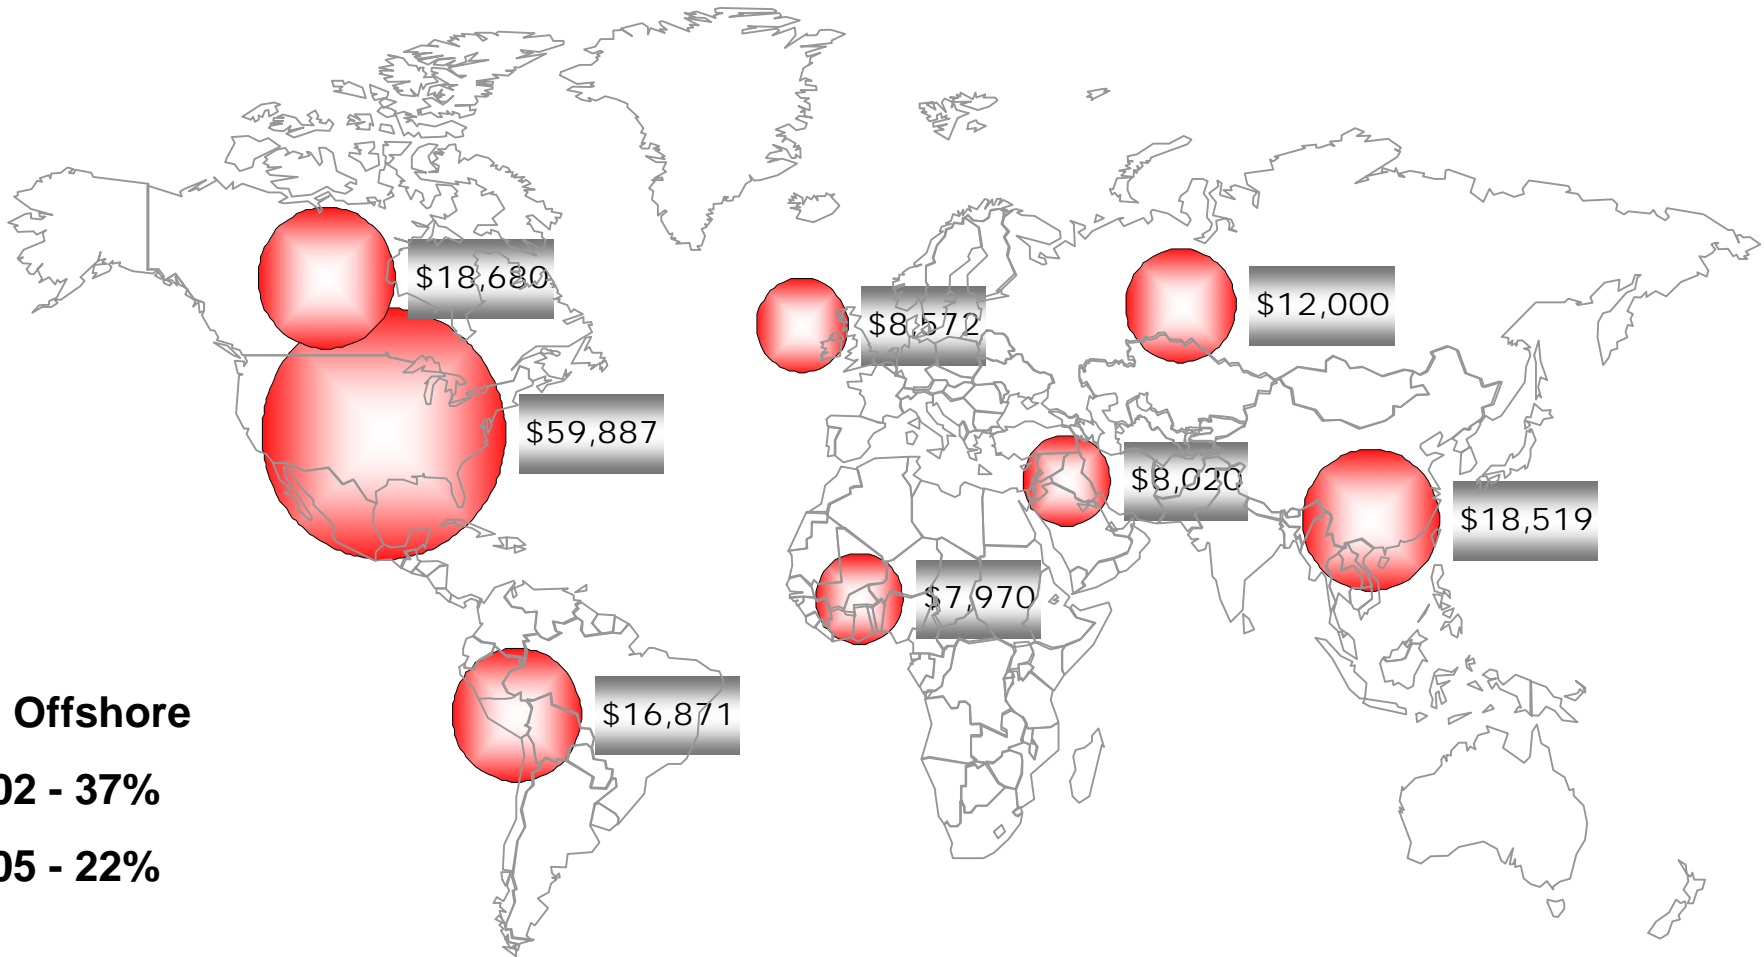 $18,680
$8,572
$12,000
$59,887
$8,020
$18,519
$7,970
$16,871
Offshore
02 - 37%
05 - 22%